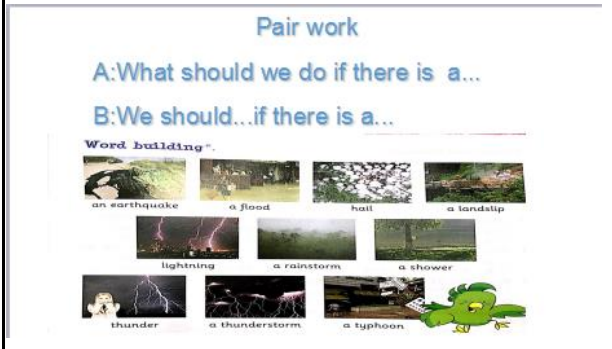 Pair work
A:What should we do if there is  a...
B:We should...if there is a...
Word building".
an earthquake
a flood
hail
a landslip
lightning
a rainstorm
a shower
thunder
a thunderstorm
a typhoon